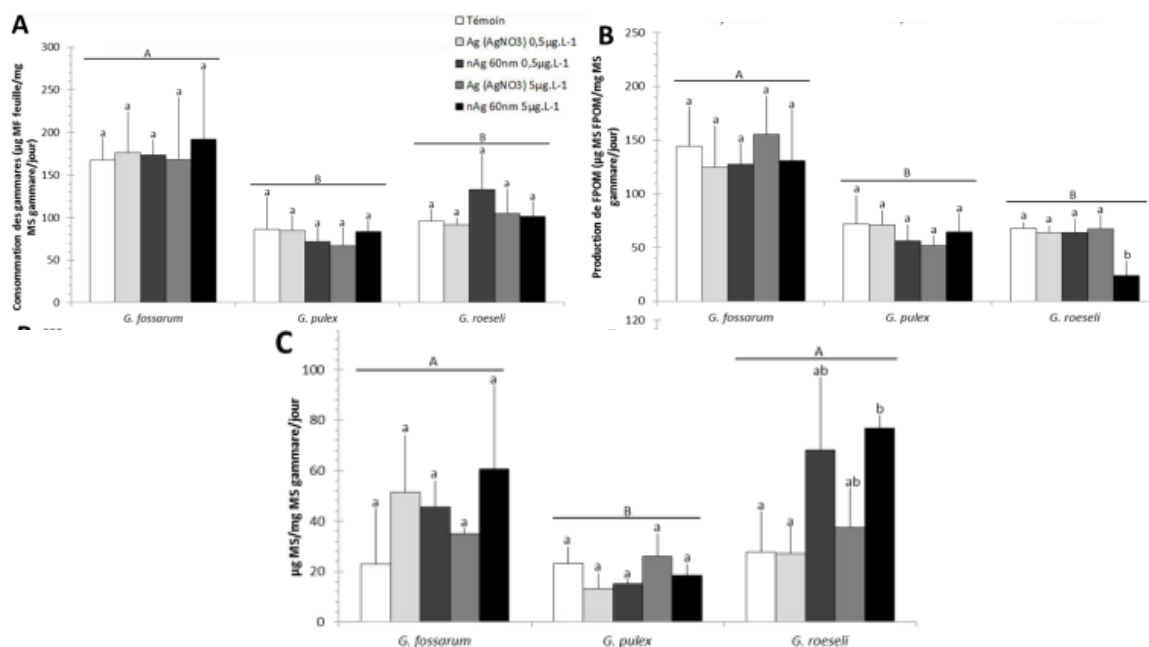 A
Consommation des gammares (µg MF feuille/mg
MS gammare/jour)
300
250
200
150
100
50
0
Témoin
Ag (AgNO3) 0,5µg.L-1
nAg 60nm 0,5µg.L-1
Ag (AgNO3) 5µg.L-1
nAg 60nm 5µg.L-1
A
a
a
a
a
a
B
a
a
a
a
a
B
a
a
a
a
a
G. fossarum
G. pulex
G. roeseli
B
Production de FPOM (µg MS FPOM/mg MS
gammare/jour)
250
200
150
100
50
0
A
a
a
a
a
a
B
a
a
a
a
a
B
a
a
a
a
b
G. fossarum
G. pulex
G. roeseli
120
C
µg MS/mg MS gammare/jour
100
80
60
40
20
0
A
a
a
a
a
a
B
a
a
a
a
a
A
a
a
ab
ab
b
G. fossarum
G. pulex
G. roeseli